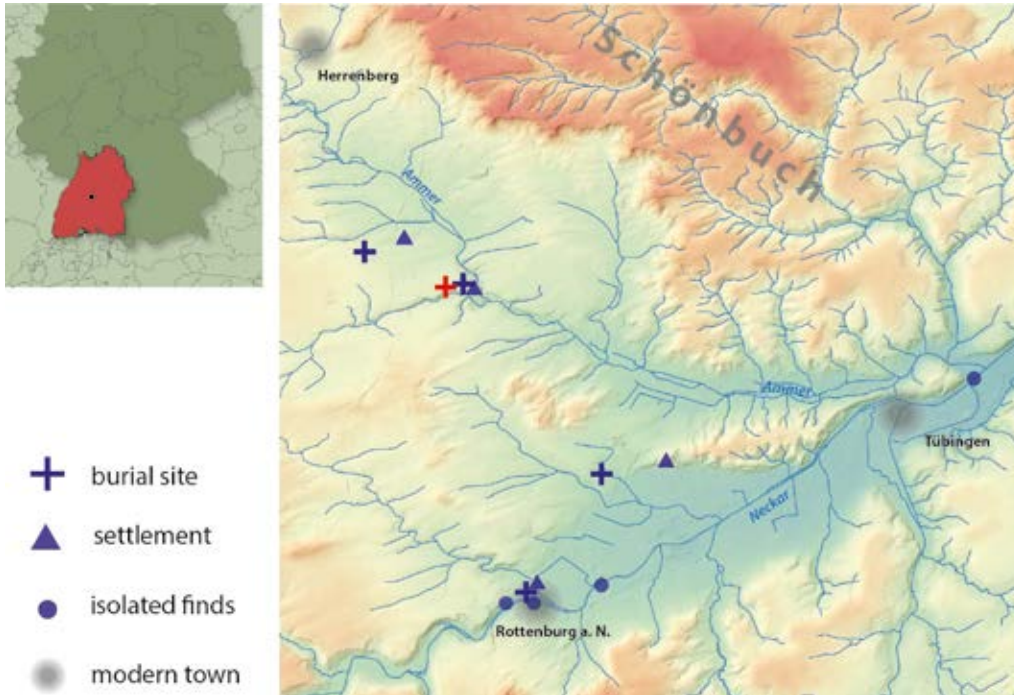 Herrenberg
Schönbuch
Ammer
Ammer
Tübingen
Neckar
Rottenburg a. N.
burial site
settlement
isolated finds
modern town